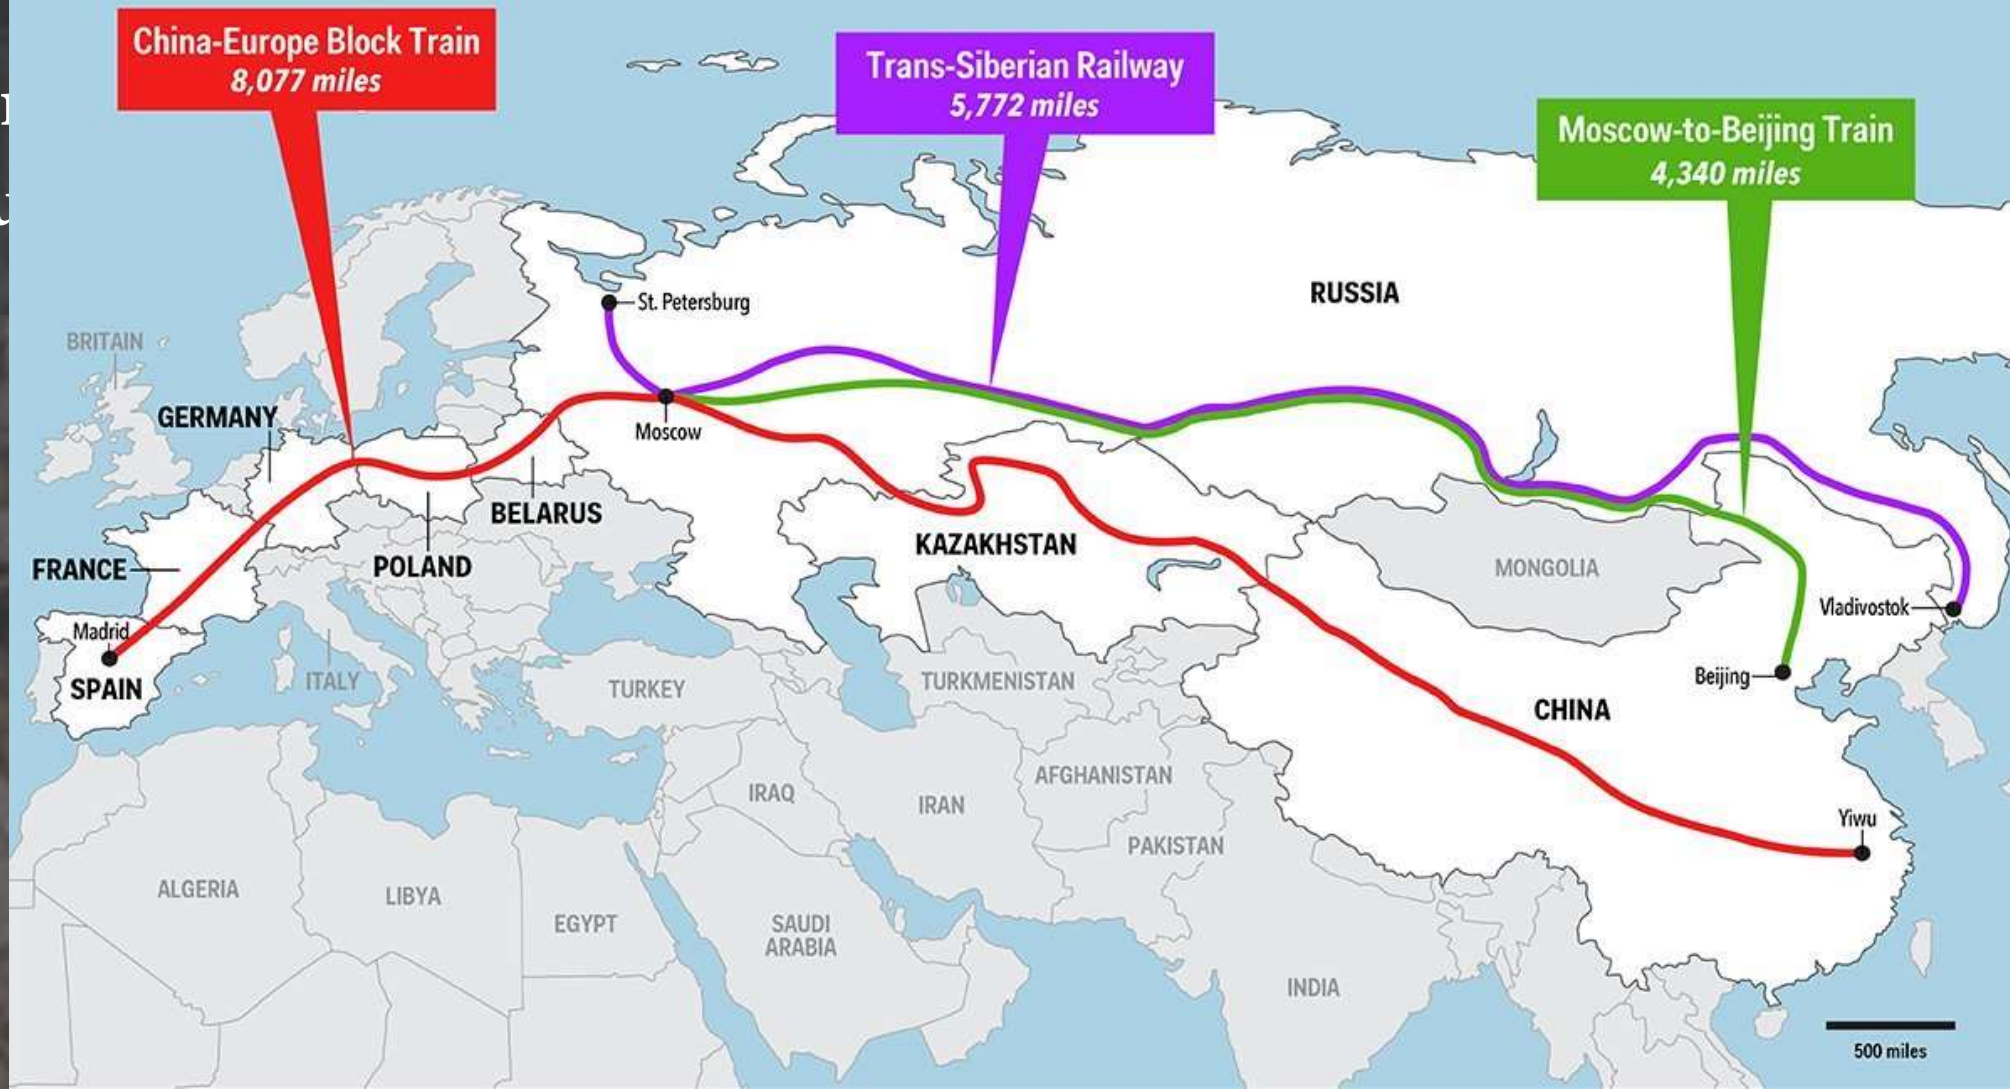 China-Europe Block Train
8,077 miles
Trans-Siberian Railway
5,772 miles
Moscow-to-Beijing Train
4,340 miles
RUSSIA
St. Petersburg
BRITAIN
GERMANY
Moscow
BELARUS
KAZAKHSTAN
FRANCE
POLAND
MONGOLIA
Vladivostok
Madrid
SPAIN
ITALY
TURKEY
TURKMENISTAN
Beijing
CHINA
AFGHANISTAN
IRAQ
IRAN
Yiwu
PAKISTAN
ALGERIA
LIBYA
EGYPT
SAUDI
ARABIA
INDIA
500 miles